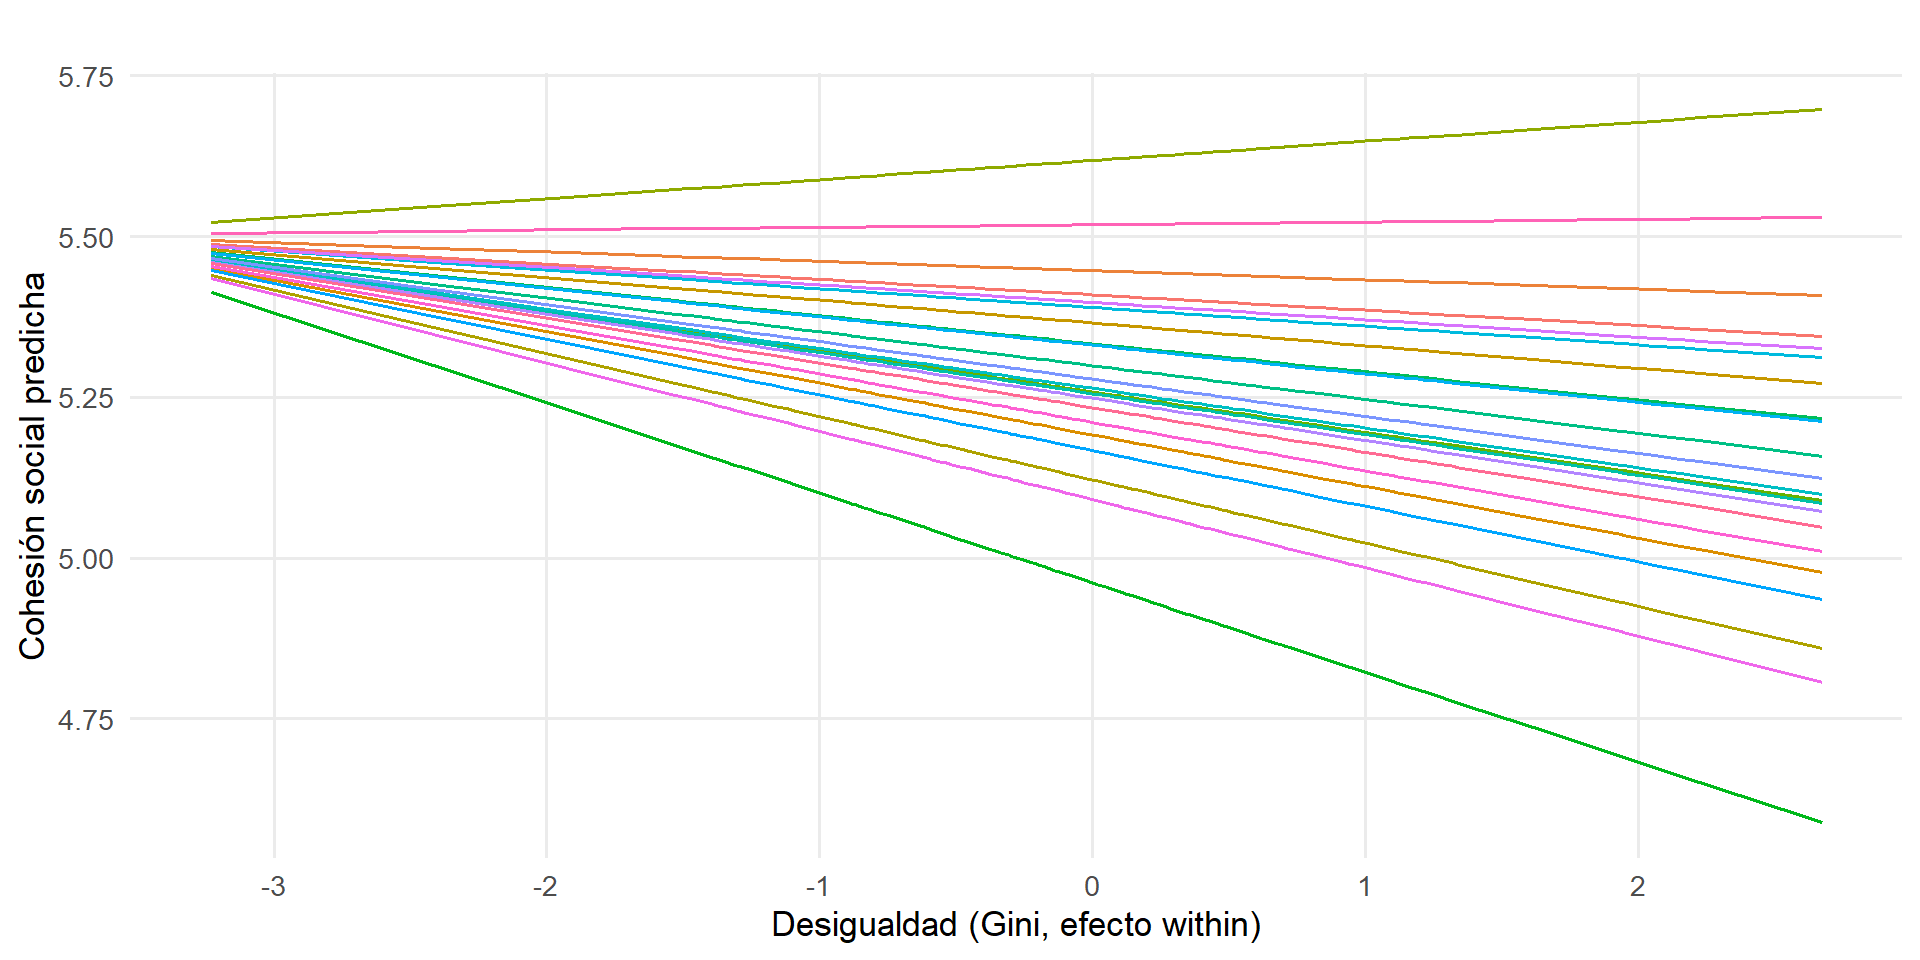 5.75
5.50
5.25
5.00
4.75
Cohesión social predicha
-3 -2 -1 0 1 2
Desigualdad (Gini, efecto within)